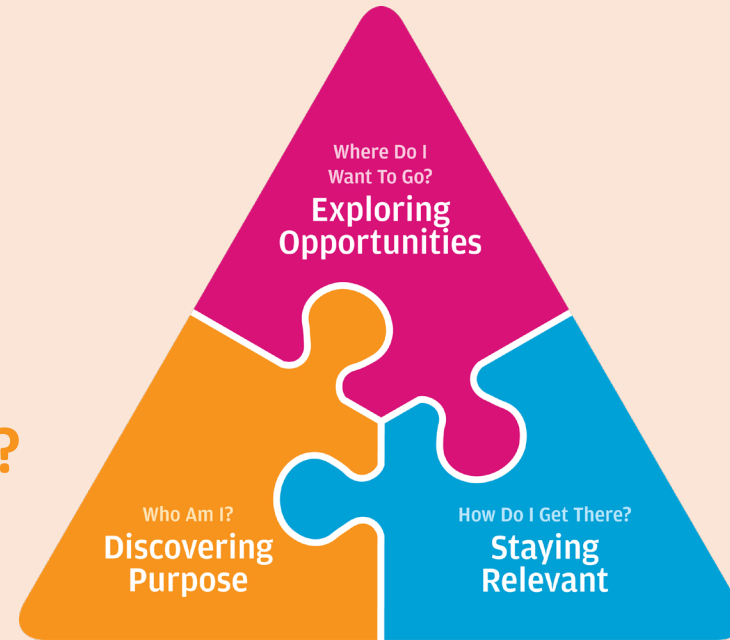 Where Do I
Want To Go?
Exploring
Opportunities
?
Who Am I?
Discovering
Purpose
How Do I Get There?
Staying
Relevant